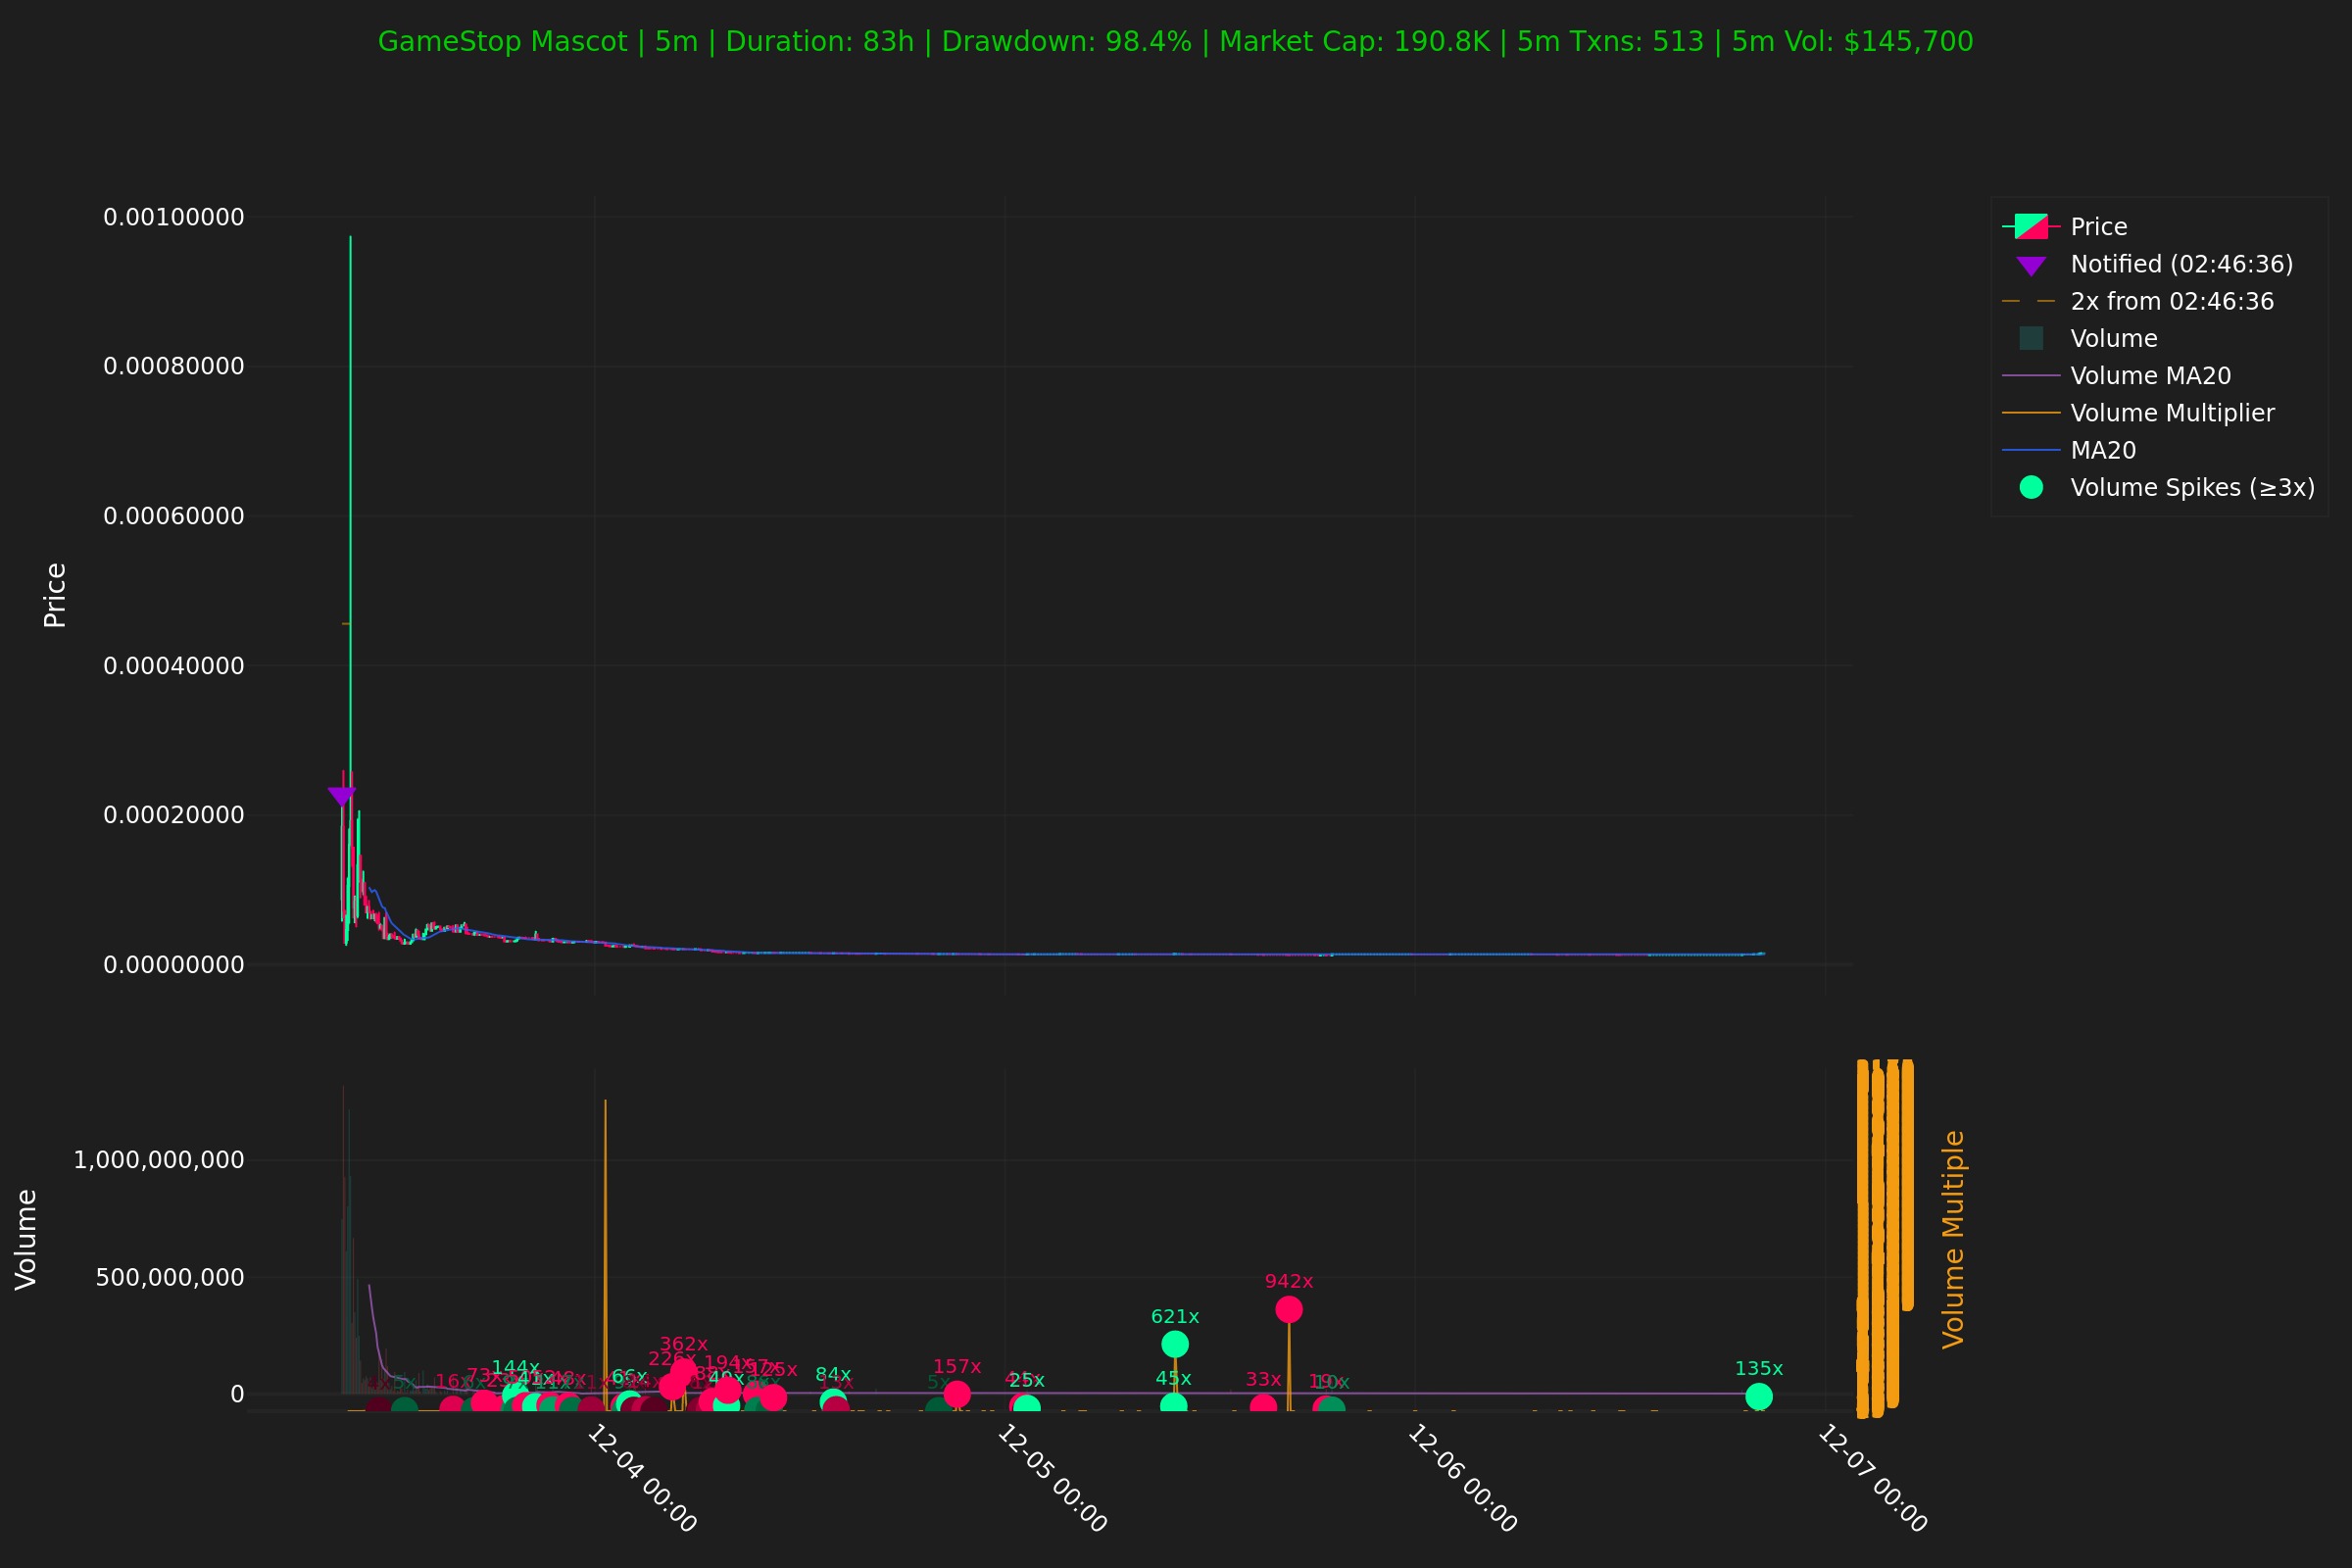 GameStop Mascot | 5m | Duration: 83h | Drawdown: 98.4% | Market Cap: 190.8K | 5m Txns: 513 | 5m Vol: $145,700
Price
0.00100000
0.00080000
0.00060000
0.00040000
0.00020000
0.00000000
Price
Notified (02:46:36)
2x from 02:46:36
Volume
Volume MA20
Volume Multiplier
MA20
Volume Spikes (≥3x)
Volume
1,000,000,000
500,000,000
0
942x
621x
362x
226x
194x
144x
73x
66x
84x
157x
25x
45x
33x
135x
Volume Multiple
12-04 00:00
12-05 00:00
12-06 00:00
12-07 00:00